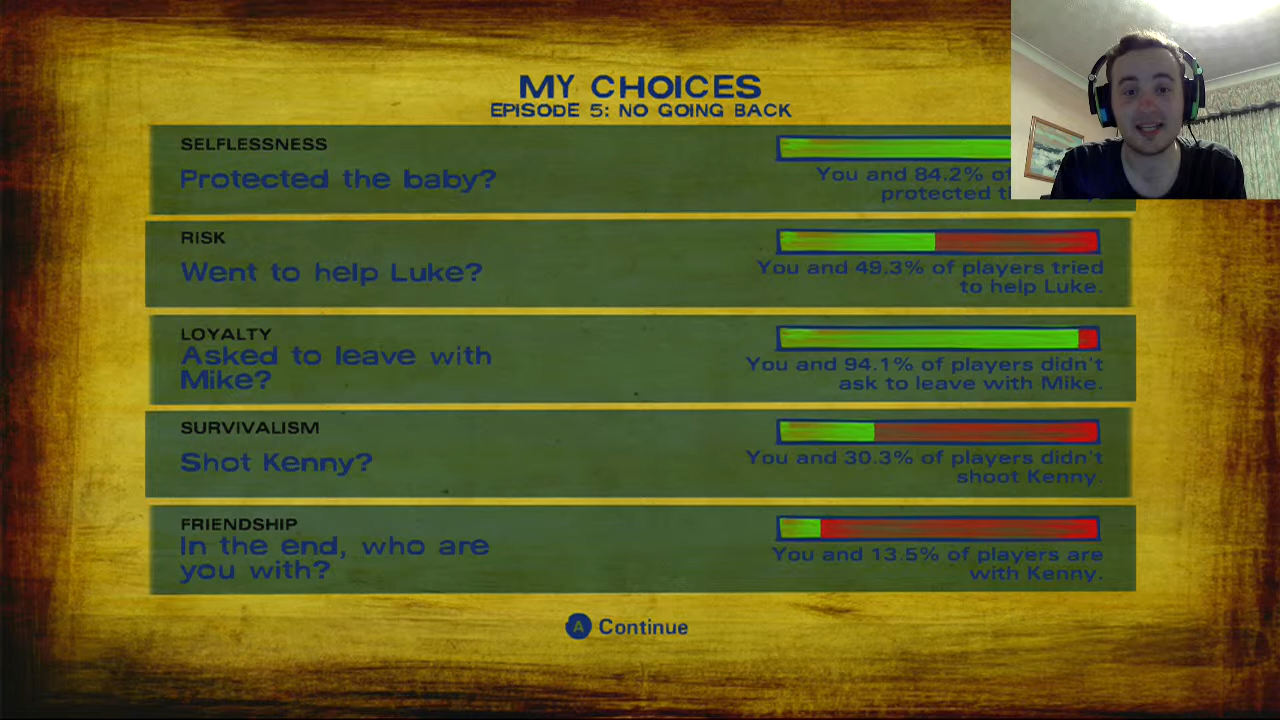 MY CHOICES
EPISODE 5: NO GOING BACK
SELFLESSNESS
Protected the baby?
You and 84.2% of
protected
RISK
Went to help Luke?
You and 49.3% of players tried
to help Luke.
LOYALTY
Asked to leave with
Mike?
You and 94.1% of players didn't
ask to leave with Mike.
SURVIVALISM
Shot Kenny?
You and 30.3% of players didn't
shoot Kenny.
FRIENDSHIP
In the end, who are
you with?
You and 13.5% of players are
with Kenny.
A Continue